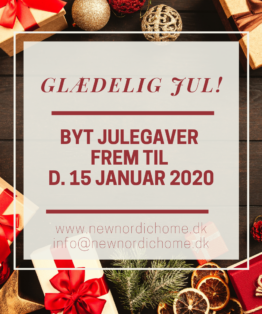 GLÆDELIG JUL!
BYT JULEGAVER
FREM TIL
D. 15 JANUAR 2020
www.newnordichome.dk
info@newnordichome.dk